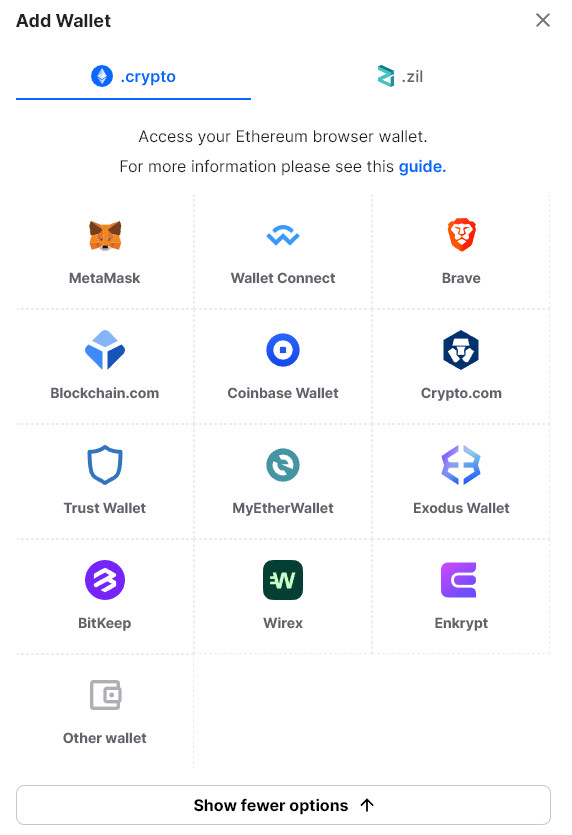 Add Wallet
.crypto
.zil
Access your Ethereum browser wallet.
For more information please see this guide.
MetaMask
Wallet Connect
Brave
Blockchain.com
Coinbase Wallet
Crypto.com
Trust Wallet
MyEtherWallet
Exodus Wallet
BitKeep
Wirex
Enkrypt
Other wallet
Show fewer options